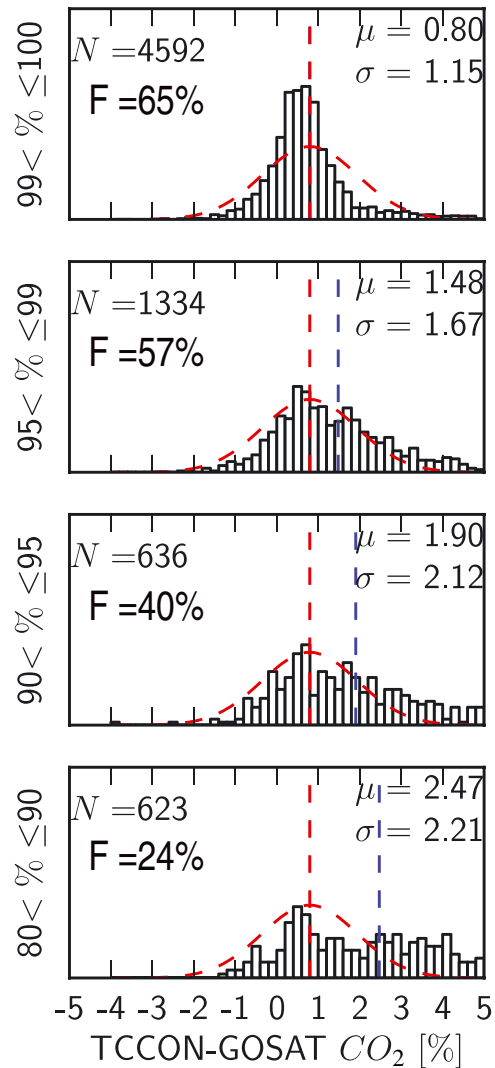 99< % ≤100
N =4592
F =65%
μ = 0.80
σ = 1.15
95< % ≤99
N =1334
F =57%
μ = 1.48
σ = 1.67
90< % ≤95
N =636
F =40%
μ = 1.90
σ = 2.12
80< % ≤90
N =623
F =24%
μ = 2.47
σ = 2.21
-5 -4 -3 -2 -1 0 1 2 3 4 5
TCCON-GOSAT CO₂ [%]